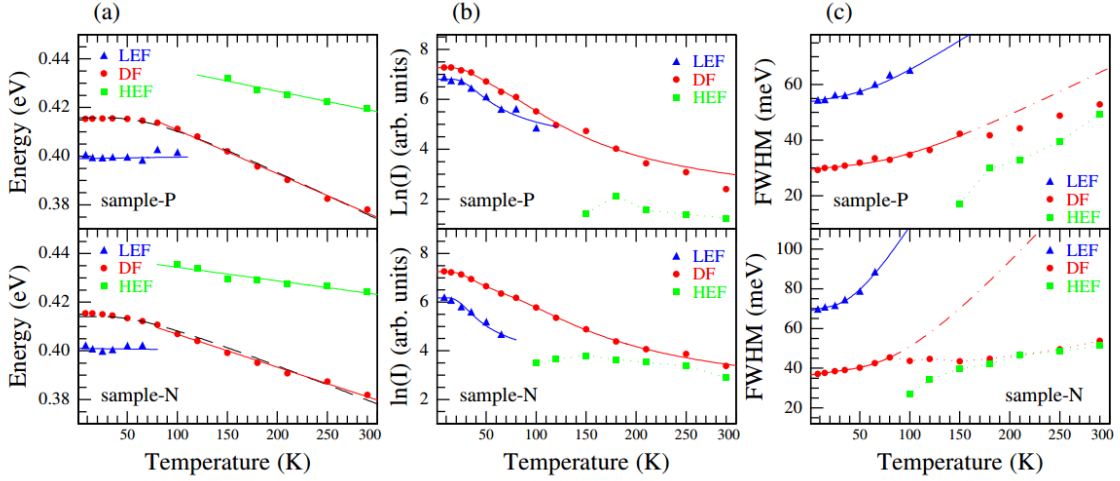 (a)
Energy (eV)
0.44
0.42
0.40
0.38
LEF
DF
HEF
sample-P
Energy (eV)
0.44
0.42
0.40
0.38
LEF
DF
HEF
sample-N
50 100 150 200 250 300
Temperature (K)
(b)
Ln(I) (arb. units)
8
6
4
2
LEF
DF
HEF
sample-P
ln(I) (arb. units)
8
6
4
2
LEF
DF
HEF
sample-N
50 100 150 200 250 300
Temperature (K)
(c)
FWHM (meV)
60
40
20
LEF
DF
HEF
sample-P
FWHM (meV)
100
80
60
40
20
LEF
DF
HEF
sample-N
50 100 150 200 250 300
Temperature (K)